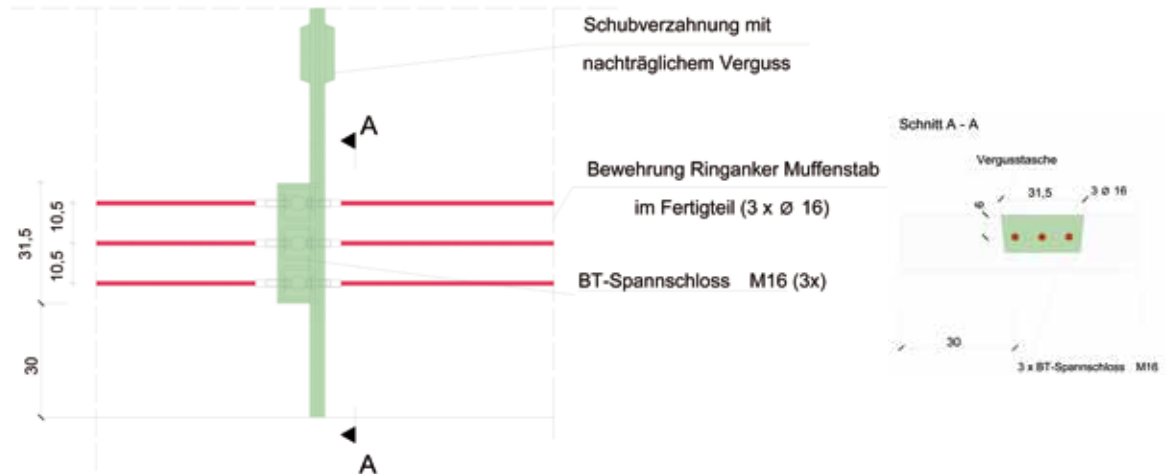 Schubverzahnung mit
nachträglichem Verguss
A
Bewehrung Ringanker Muffenstab
im Fertigteil (3 x Ø 16)
BT-Spannschloss M16 (3x)
31,5
10,5
10,5
30
A
Schnitt A - A
Vergusstasche
31,5
3 Ø 16
6
30
3 x BT-Spannschloss M16